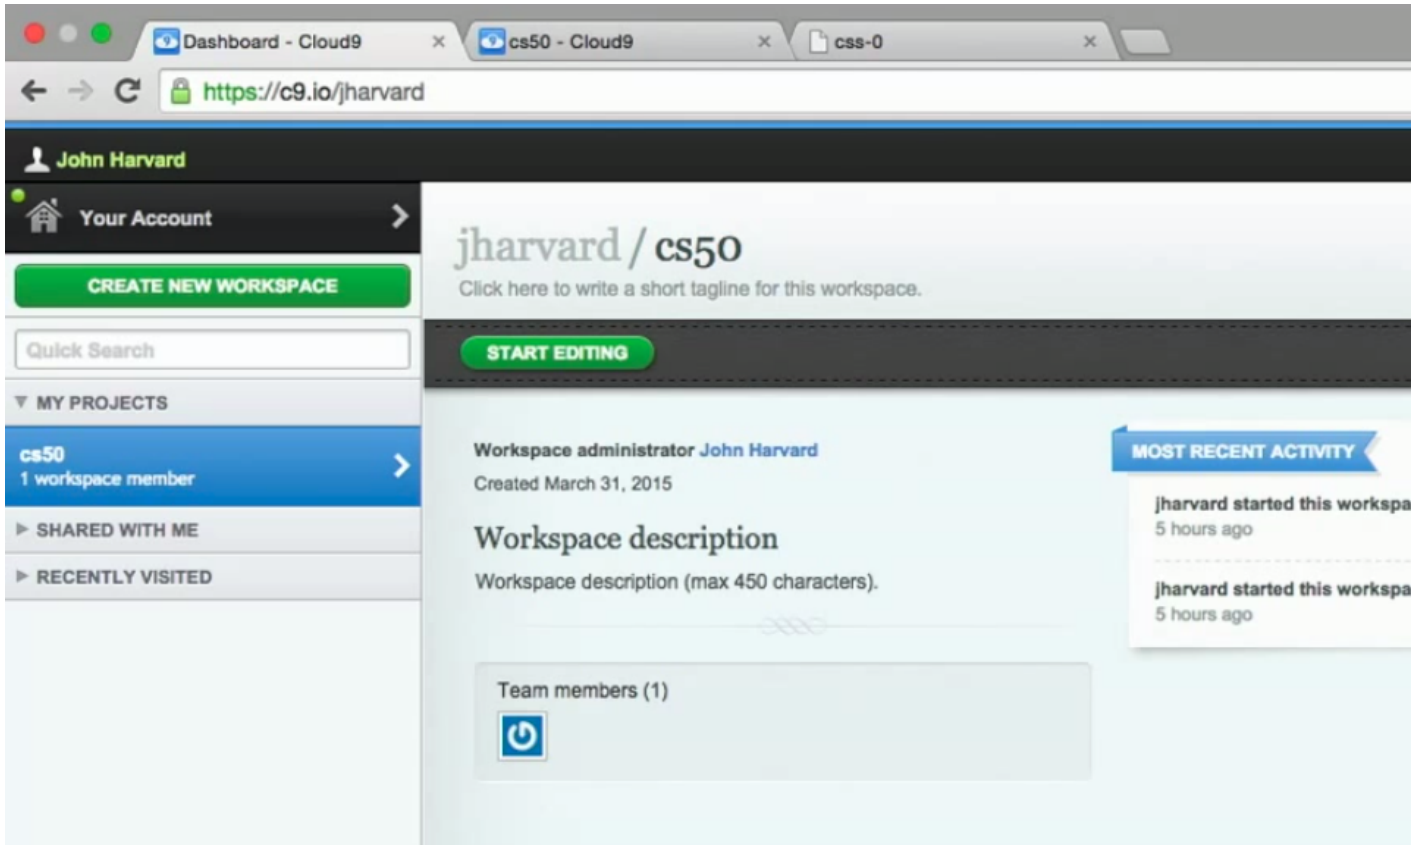 Dashboard - Cloud9
cs50 - Cloud9
css-0
https://c9.io/jharvard
John Harvard
Your Account
CREATE NEW WORKSPACE
Quick Search
MY PROJECTS
cs50
1 workspace member
SHARED WITH ME
RECENTLY VISITED
jharvard / cs50
Click here to write a short tagline for this workspace.
START EDITING
Workspace administrator John Harvard
Created March 31, 2015
Workspace description
Workspace description (max 450 characters).
Team members (1)
MOST RECENT ACTIVITY
jharvard started this workspa
5 hours ago
jharvard started this workspa
5 hours ago